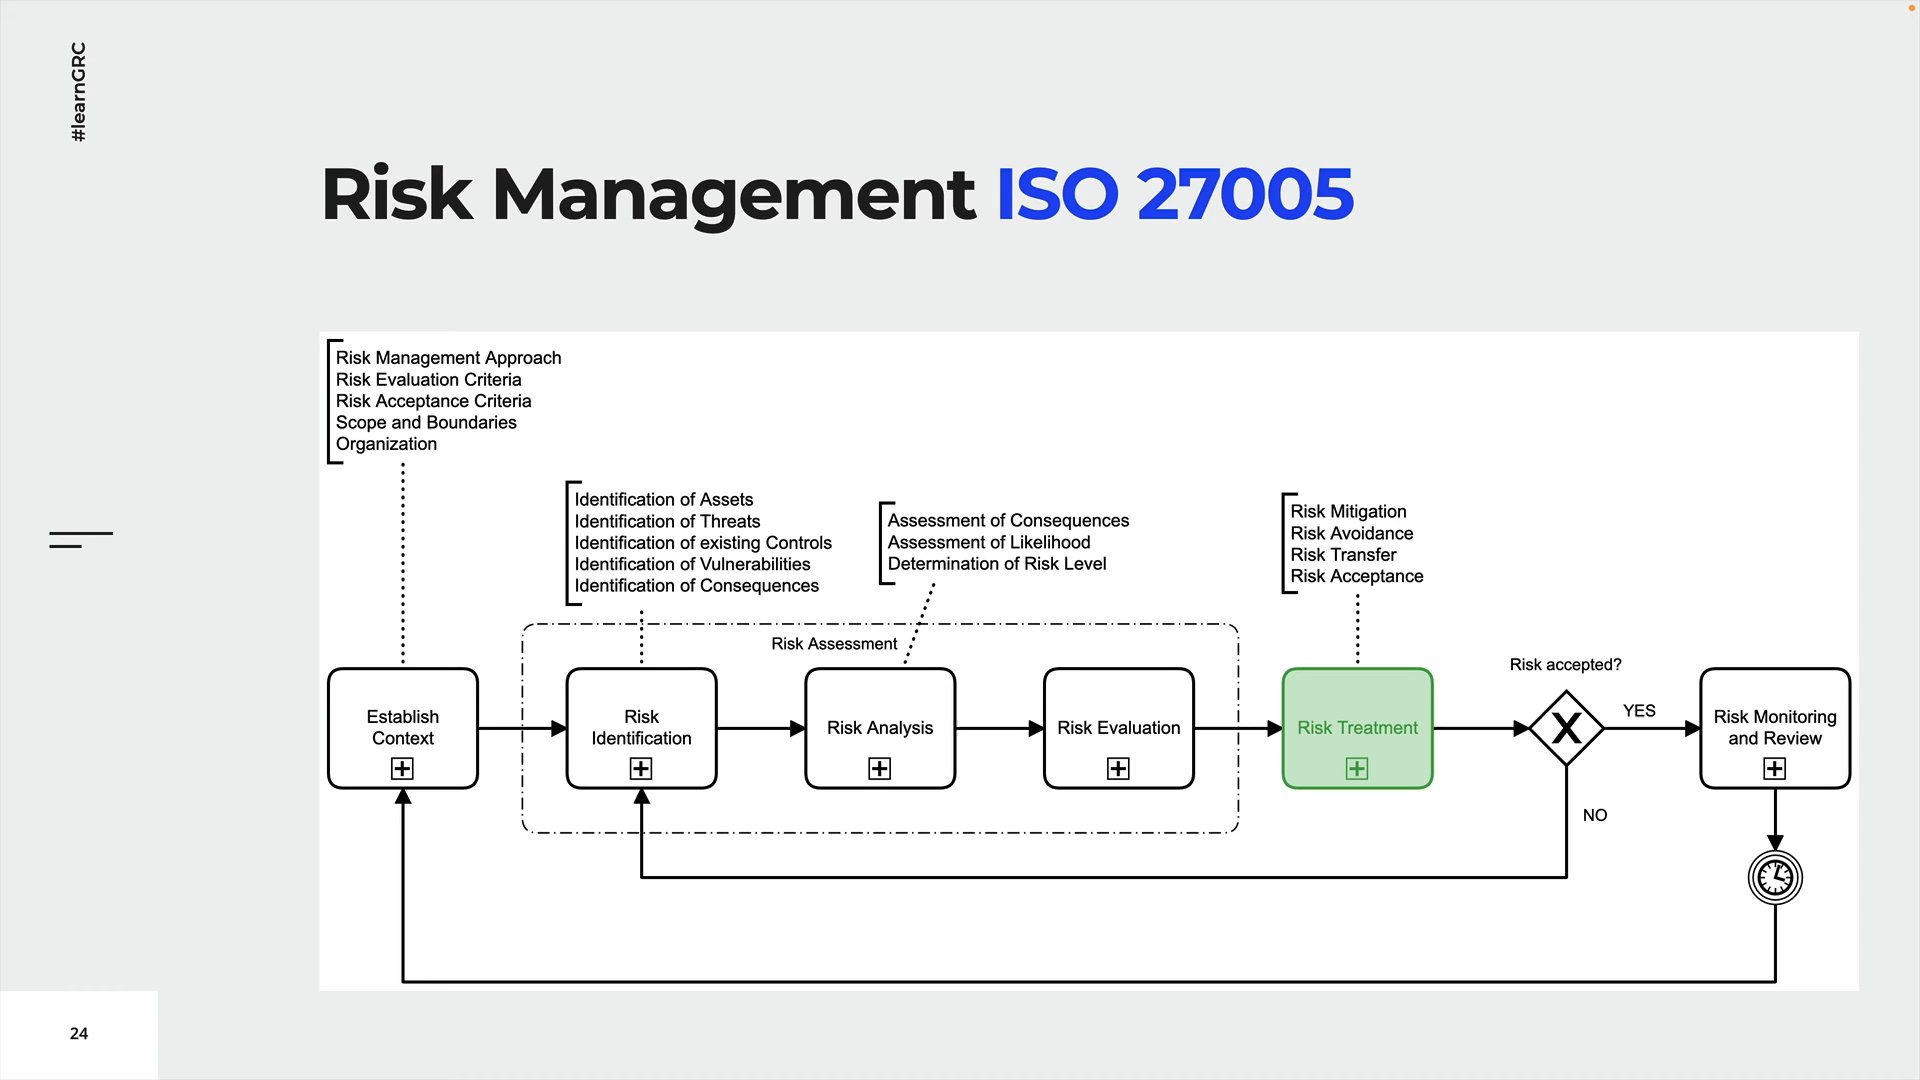 #learnGRC
Risk Management ISO 27005
Risk Management Approach
Risk Evaluation Criteria
Risk Acceptance Criteria
Scope and Boundaries
Organization
Identification of Assets
Identification of Threats
Identification of existing Controls
Identification of Vulnerabilities
Identification of Consequences
Assessment of Consequences
Assessment of Likelihood
Determination of Risk Level
Risk Mitigation
Risk Avoidance
Risk Transfer
Risk Acceptance
Risk Assessment
Establish
Context
Risk
Identification
Risk Analysis
Risk Evaluation
Risk Treatment
Risk accepted?
X
YES
NO
Risk Monitoring
and Review
24